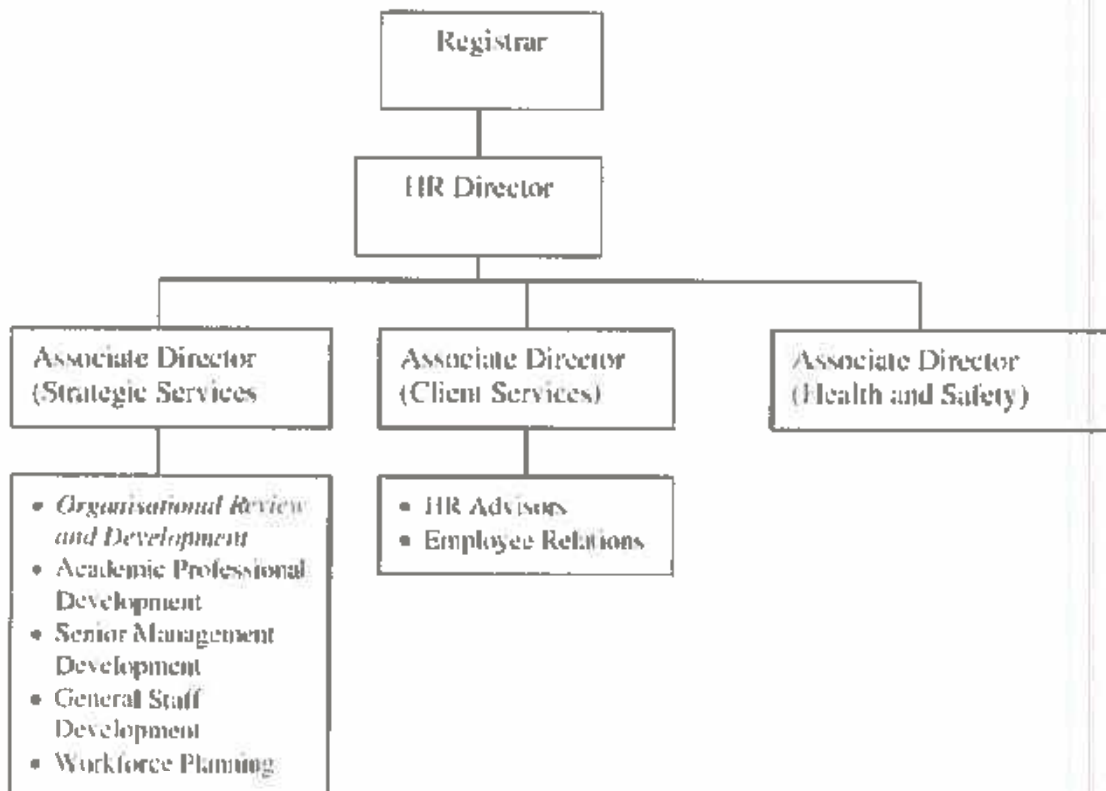 Registrar
HR Director
Associate Director
(Strategic Services
Associate Director
(Client Services)
Associate Director
(Health and Safety)
• Organisational Review
and Development
• Academic Professional
Development
• Senior Management
Development
• General Staff
Development
• Workforce Planning
• HR Advisors
• Employee Relations